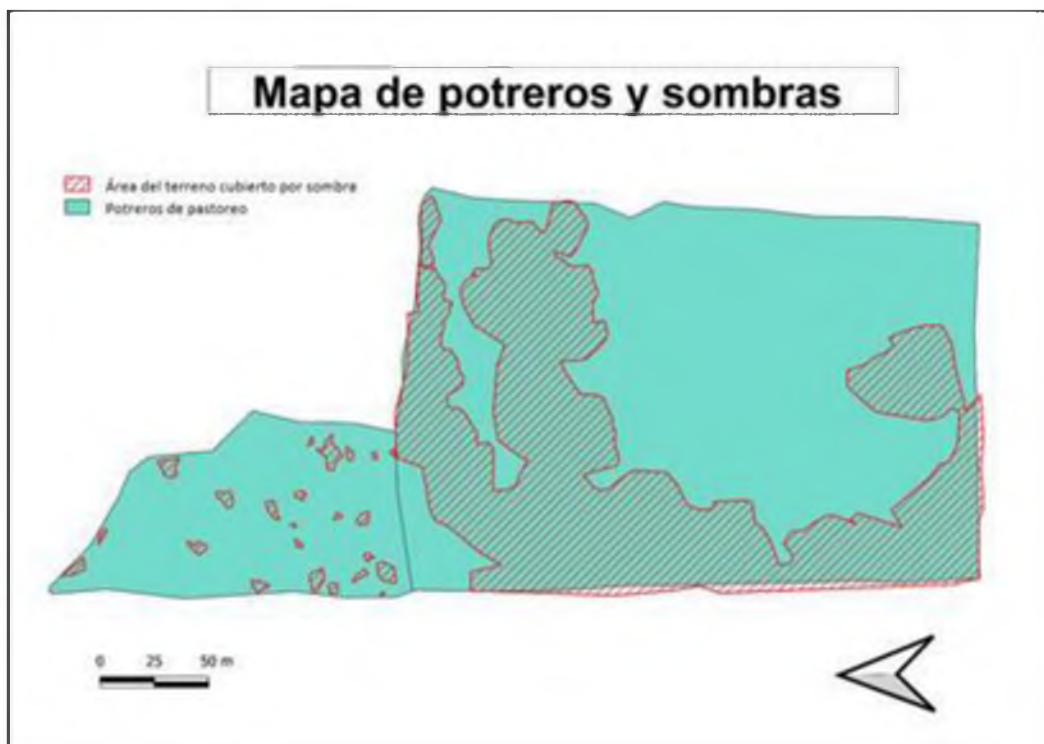 Mapa de potreros y sombras
Área del terreno cubierto por sombra
Potreros de pastoreo
0 25 50 m